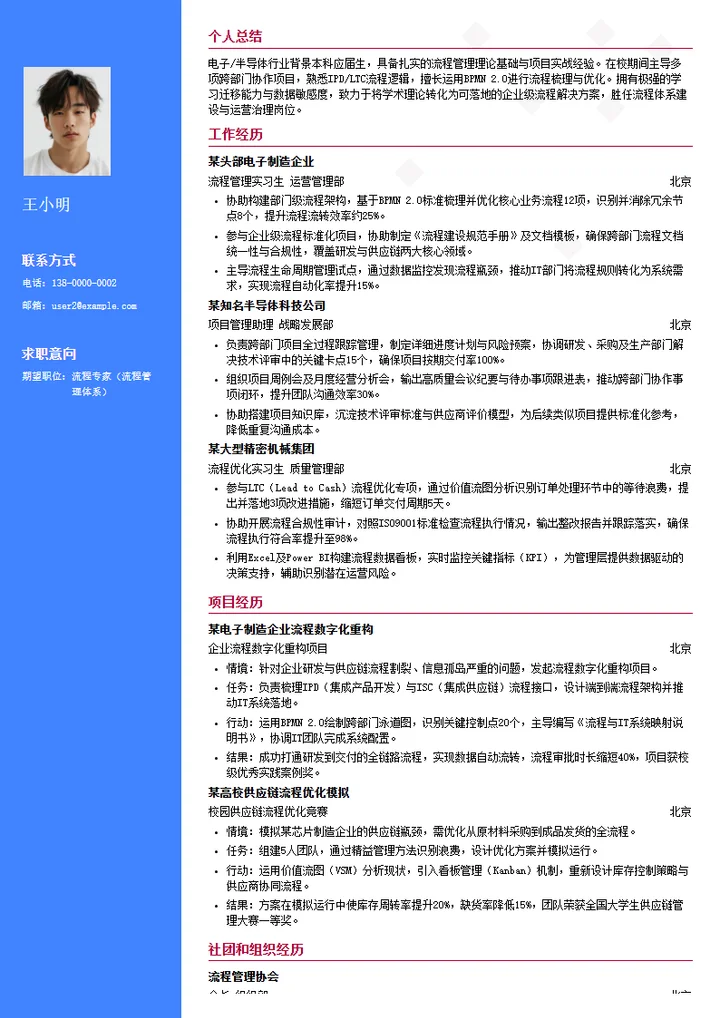 王小明
联系方式
电话：138-0000-0002
邮箱：user2@example.com
求职意向
期望职位：流程专家（流程管
理体系）
个人总结
电子/半导体行业背景本科应届生，具备扎实的流程管理理论基础与项目实战经验。在校期间主导多
项跨部门协作项目，熟悉IPD/LTC流程逻辑，擅长运用BPMN 2.0进行流程梳理与优化。拥有极强的学
习迁移能力与数据敏感度，致力于将学术理论转化为可落地的企业级流程解决方案，胜任流程体系建
设与运营治理岗位。
工作经历
某头部电子制造企业
流程管理实习生 运营管理部 北京
• 协助构建部门级流程架构，基于BPMN 2.0标准梳理并优化核心业务流程12项，识别并消除冗余节
点8个，提升流程流转效率约25%。
• 参与企业级流程标准化项目，协助制定《流程建设规范手册》及文档模板，确保跨部门流程文档
统一性与合规性，覆盖研发与供应链两大核心领域。
• 主导流程生命周期管理试点，通过数据监控发现流程瓶颈，推动IT部门将流程规则转化为系统需
求，实现流程自动化率提升15%。
某知名半导体科技公司
项目管理助理 战略发展部 北京
• 负责跨部门项目全过程跟踪管理，制定详细进度计划与风险预案，协调研发、采购及生产部门解
决技术评审中的关键卡点15个，确保项目按期交付率100%。
• 组织项目周例会及月度经营分析会，输出高质量会议纪要与待办事项跟进表，推动跨部门协作事
项闭环，提升团队沟通效率30%。
• 协助搭建项目知识库，沉淀技术评审标准与供应商评价模型，为后续类似项目提供标准化参考，
降低重复沟通成本。
某大型精密机械集团
流程优化实习生 质量管理部 北京
• 参与LTC（Lead to Cash）流程优化专项，通过价值流图分析识别订单处理环节中的等待浪费，提
出并落地3项改进措施，缩短订单交付周期5天。
• 协助开展流程合规性审计，对照ISO9001标准检查流程执行情况，输出整改报告并跟踪落实，确保
流程执行符合率提升至98%。
• 利用Excel及Power BI构建流程数据看板，实时监控关键指标（KPI），为管理层提供数据驱动的
决策支持，辅助识别潜在运营风险。
项目经历
某电子制造企业流程数字化重构
企业流程数字化重构项目 北京
• 情境：针对企业研发与供应链流程割裂、信息孤岛严重的问题，发起流程数字化重构项目。
• 任务：负责梳理IPD（集成产品开发）与ISC（集成供应链）流程接口，设计端到端流程架构并推
动IT系统落地。
• 行动：运用BPMN 2.0绘制跨部门泳道图，识别关键控制点20个，主导编写《流程与IT系统映射说
明书》，协调IT团队完成系统配置。
• 结果：成功打通研发到交付的全链路流程，实现数据自动流转，流程审批时长缩短40%，项目获校
级优秀实践案例奖。
某高校供应链流程优化模拟
校园供应链流程优化竞赛 北京
• 情境：模拟某芯片制造企业的供应链瓶颈，需优化从原材料采购到成品发货的全流程。
• 任务：组建5人团队，通过精益管理方法识别浪费，设计优化方案并模拟运行。
• 行动：运用价值流图（VSM）分析现状，引入看板管理（Kanban）机制，重新设计库存控制策略与
供应商协同流程。
• 结果：方案在模拟运行中使库存周转率提升20%，缺货率降低15%，团队荣获全国大学生供应链管
理大赛一等奖。
社团和组织经历
流程管理协会